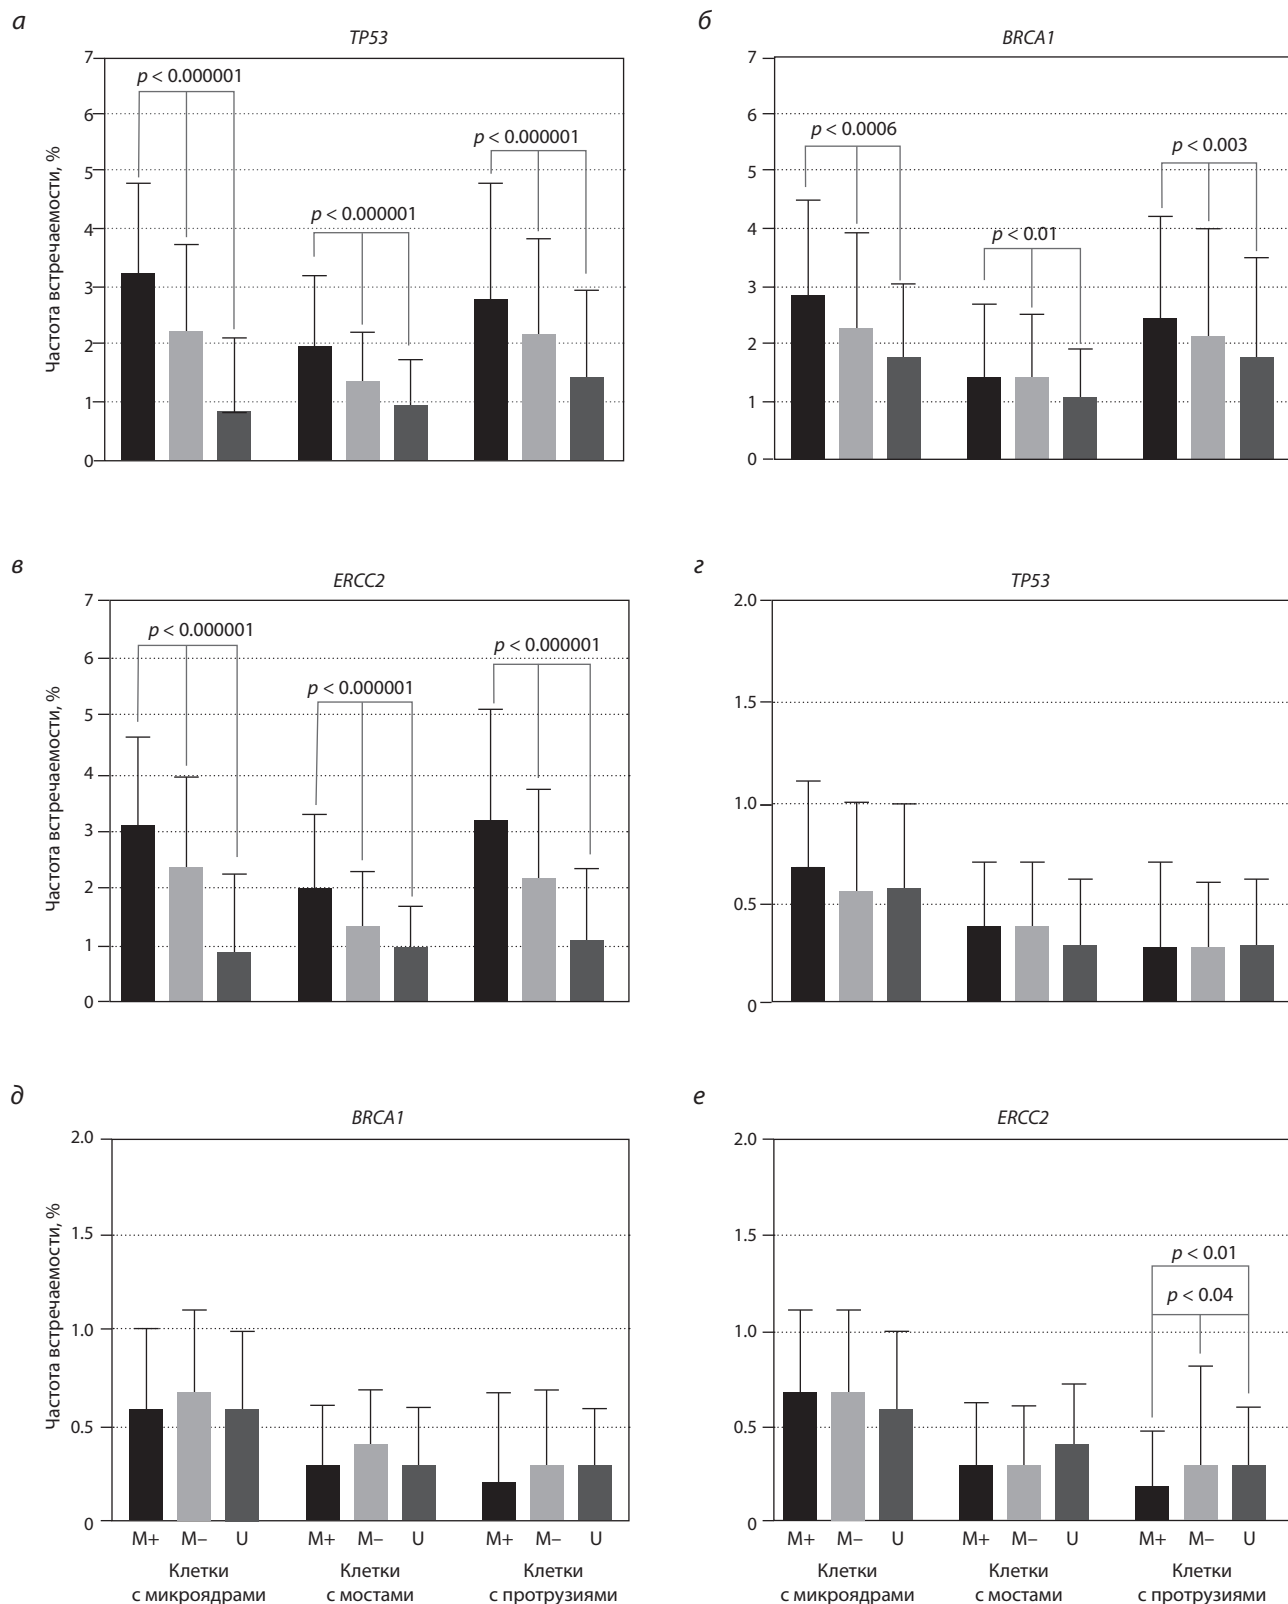 а
TP53
Частота встречаемости, %
7
6
5
4
3
2
1
0
p < 0.000001
p < 0.000001
p < 0.000001
б
BRCA1
7
6
5
4
3
2
1
0
p < 0.0006
p < 0.01
p < 0.003
в
ERCC2
Частота встречаемости, %
7
6
5
4
3
2
1
0
p < 0.000001
p < 0.000001
p < 0.000001
г
TP53
2.0
1.5
1.0
0.5
0
д
BRCA1
Частота встречаемости, %
2.0
1.5
1.0
0.5
0
M+ M– U M+ M– U M+ M– U
Клетки
с микроядрами
Клетки
с мостами
Клетки
с протрузиями
е
ERCC2
2.0
1.5
1.0
0.5
0
p < 0.01
p < 0.04
M+ M– U M+ M– U M+ M– U
Клетки
с микроядрами
Клетки
с мостами
Клетки
с протрузиями